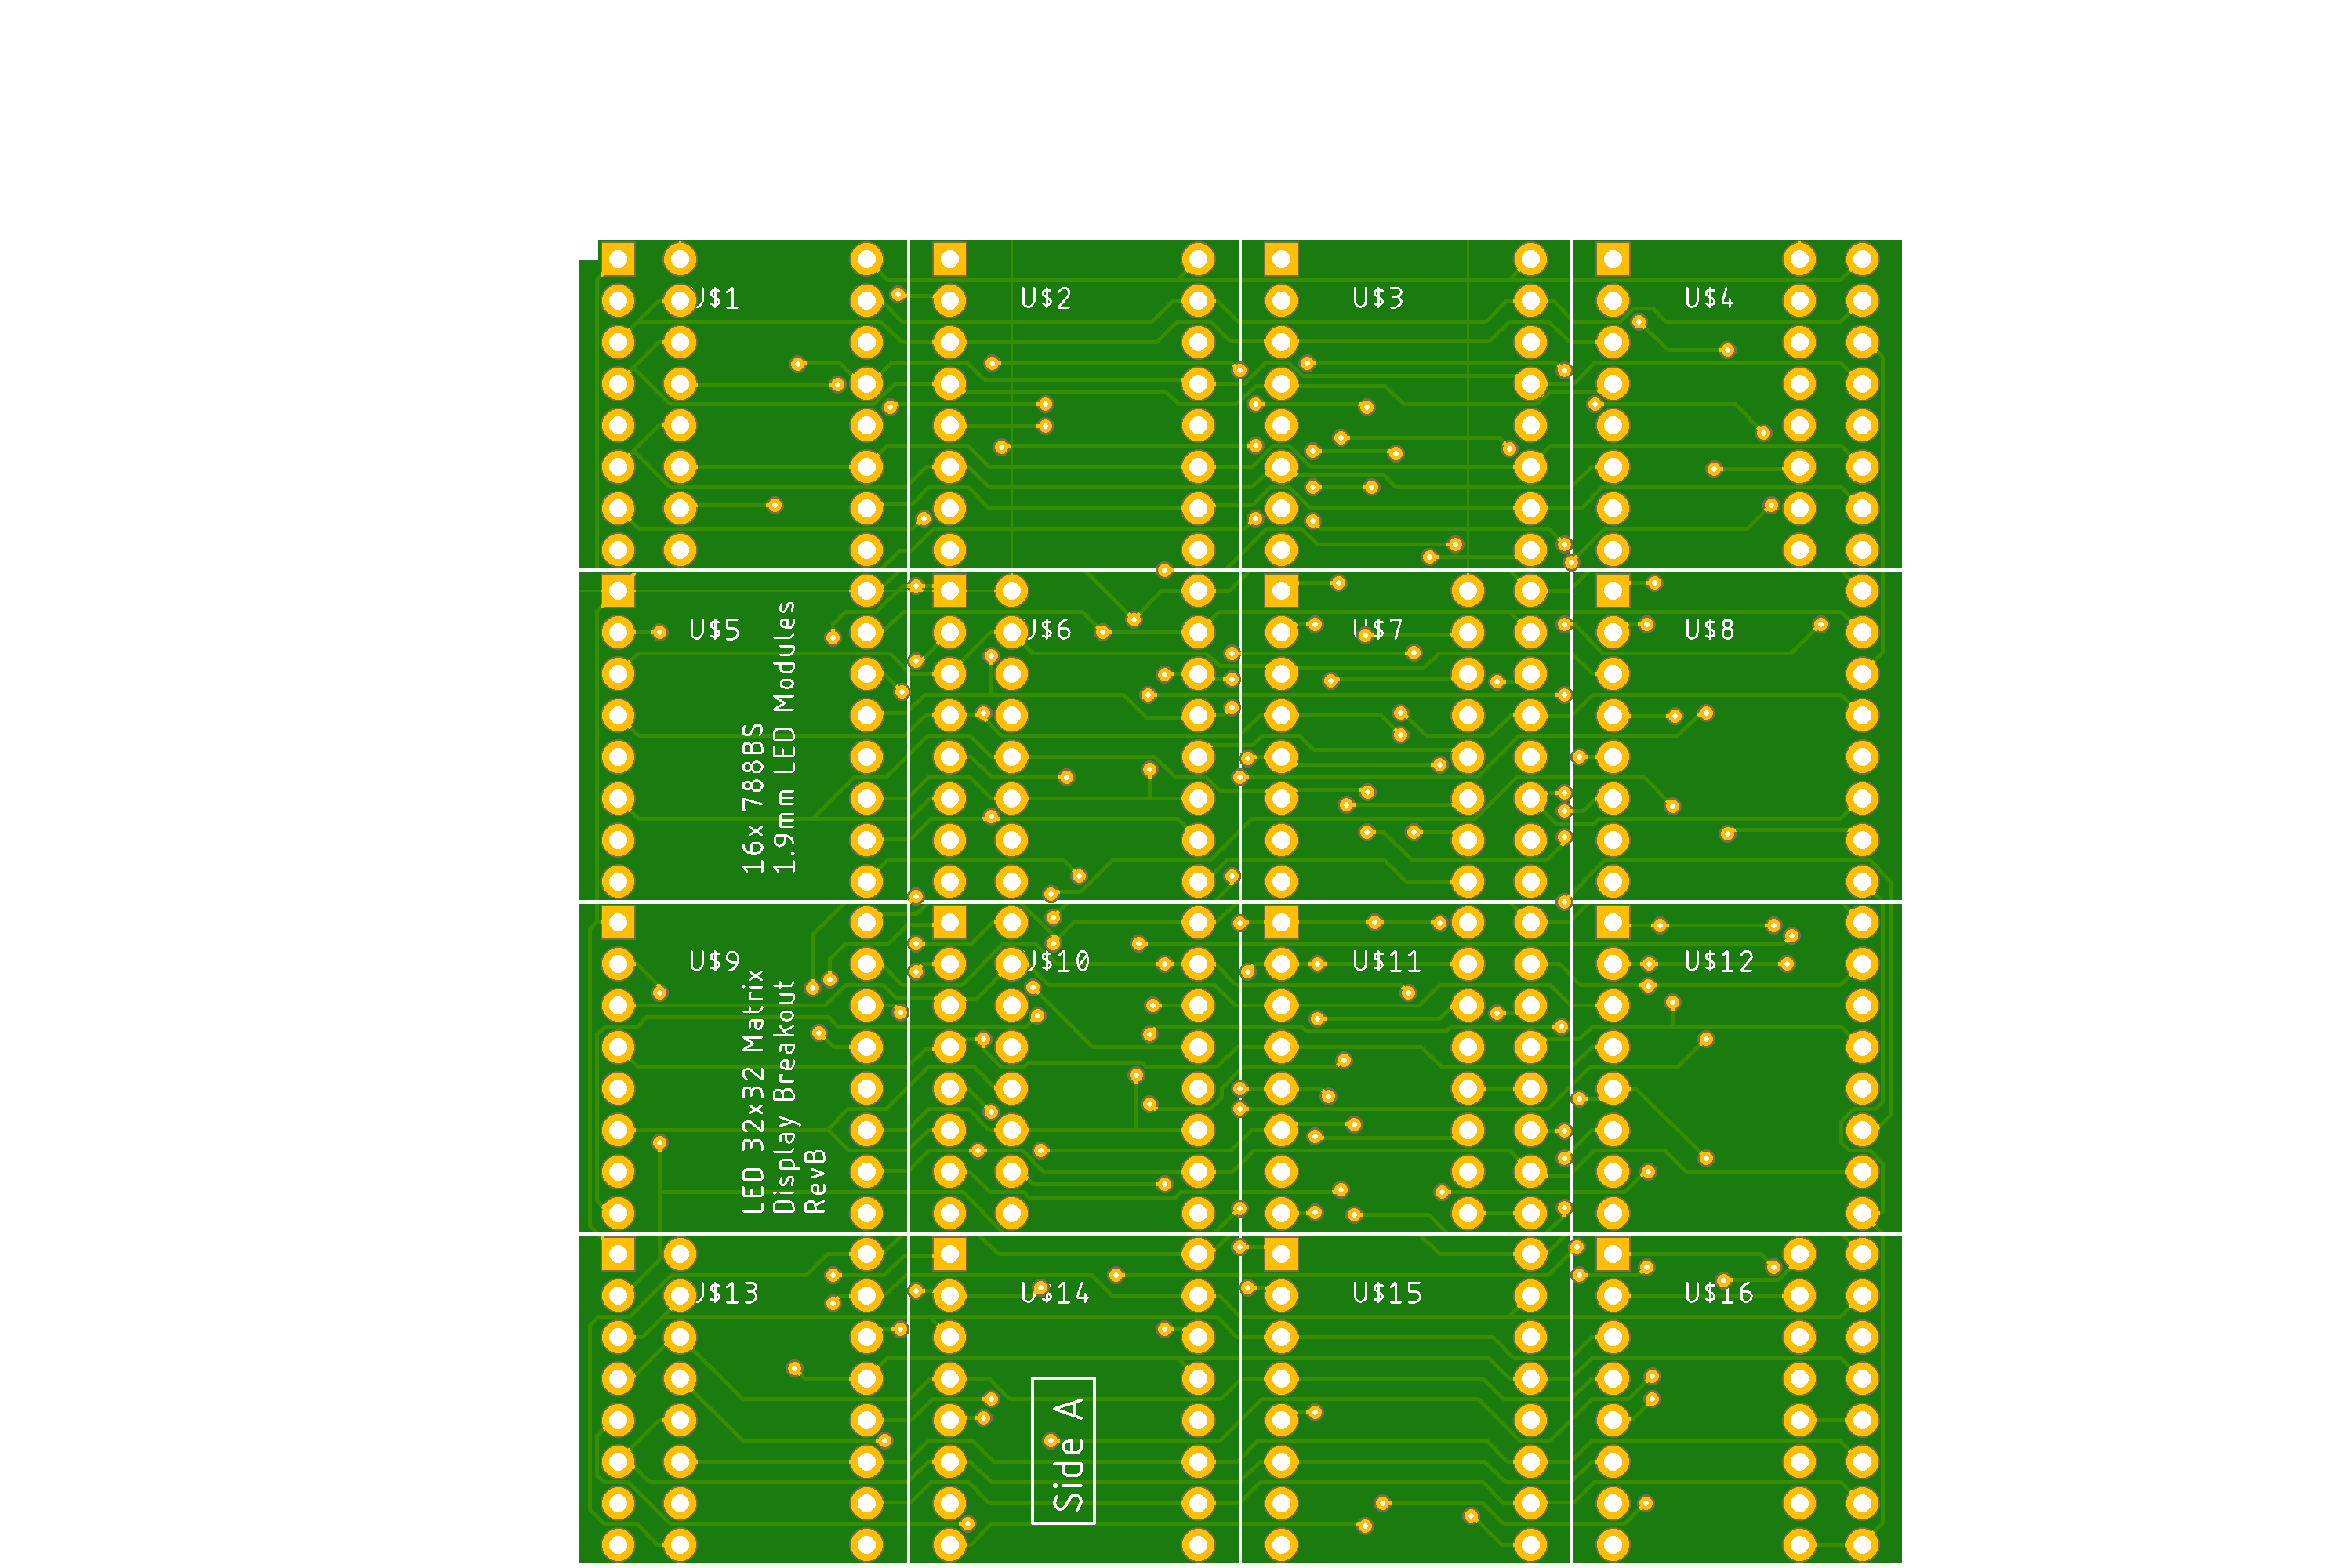 U$1
U$2
U$3
U$4
U$5
U$6
U$7
U$8
16x 788BS
1.9mm LED Modules
U$9
U$10
U$11
U$12
LED 32x32 Matrix
Display Breakout
RevB
U$13
U$14
U$15
U$16
Side A